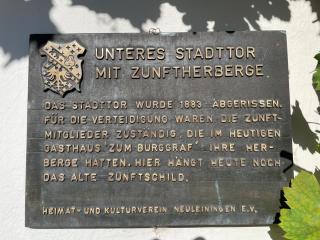 UNTERES STADTTOR
MIT ZUNFTHERBERGE
DAS STADTTOR WURDE 1883 ABGERISSEN.
FÜR DIE VERTEIDIGUNG WAREN DIE ZUNFT-
MITGLIEDER ZUSTÄNDIG, DIE IM HEUTIGEN
GASTHAUS "ZUM BURGGRAF" IHRE HER-
BERGE HATTEN. HIER HÄNGT HEUTE NOCH
DAS ALTE ZUNFTSCHILD.
HEIMAT- UND KULTURVEREIN NEULEININGEN E.V.